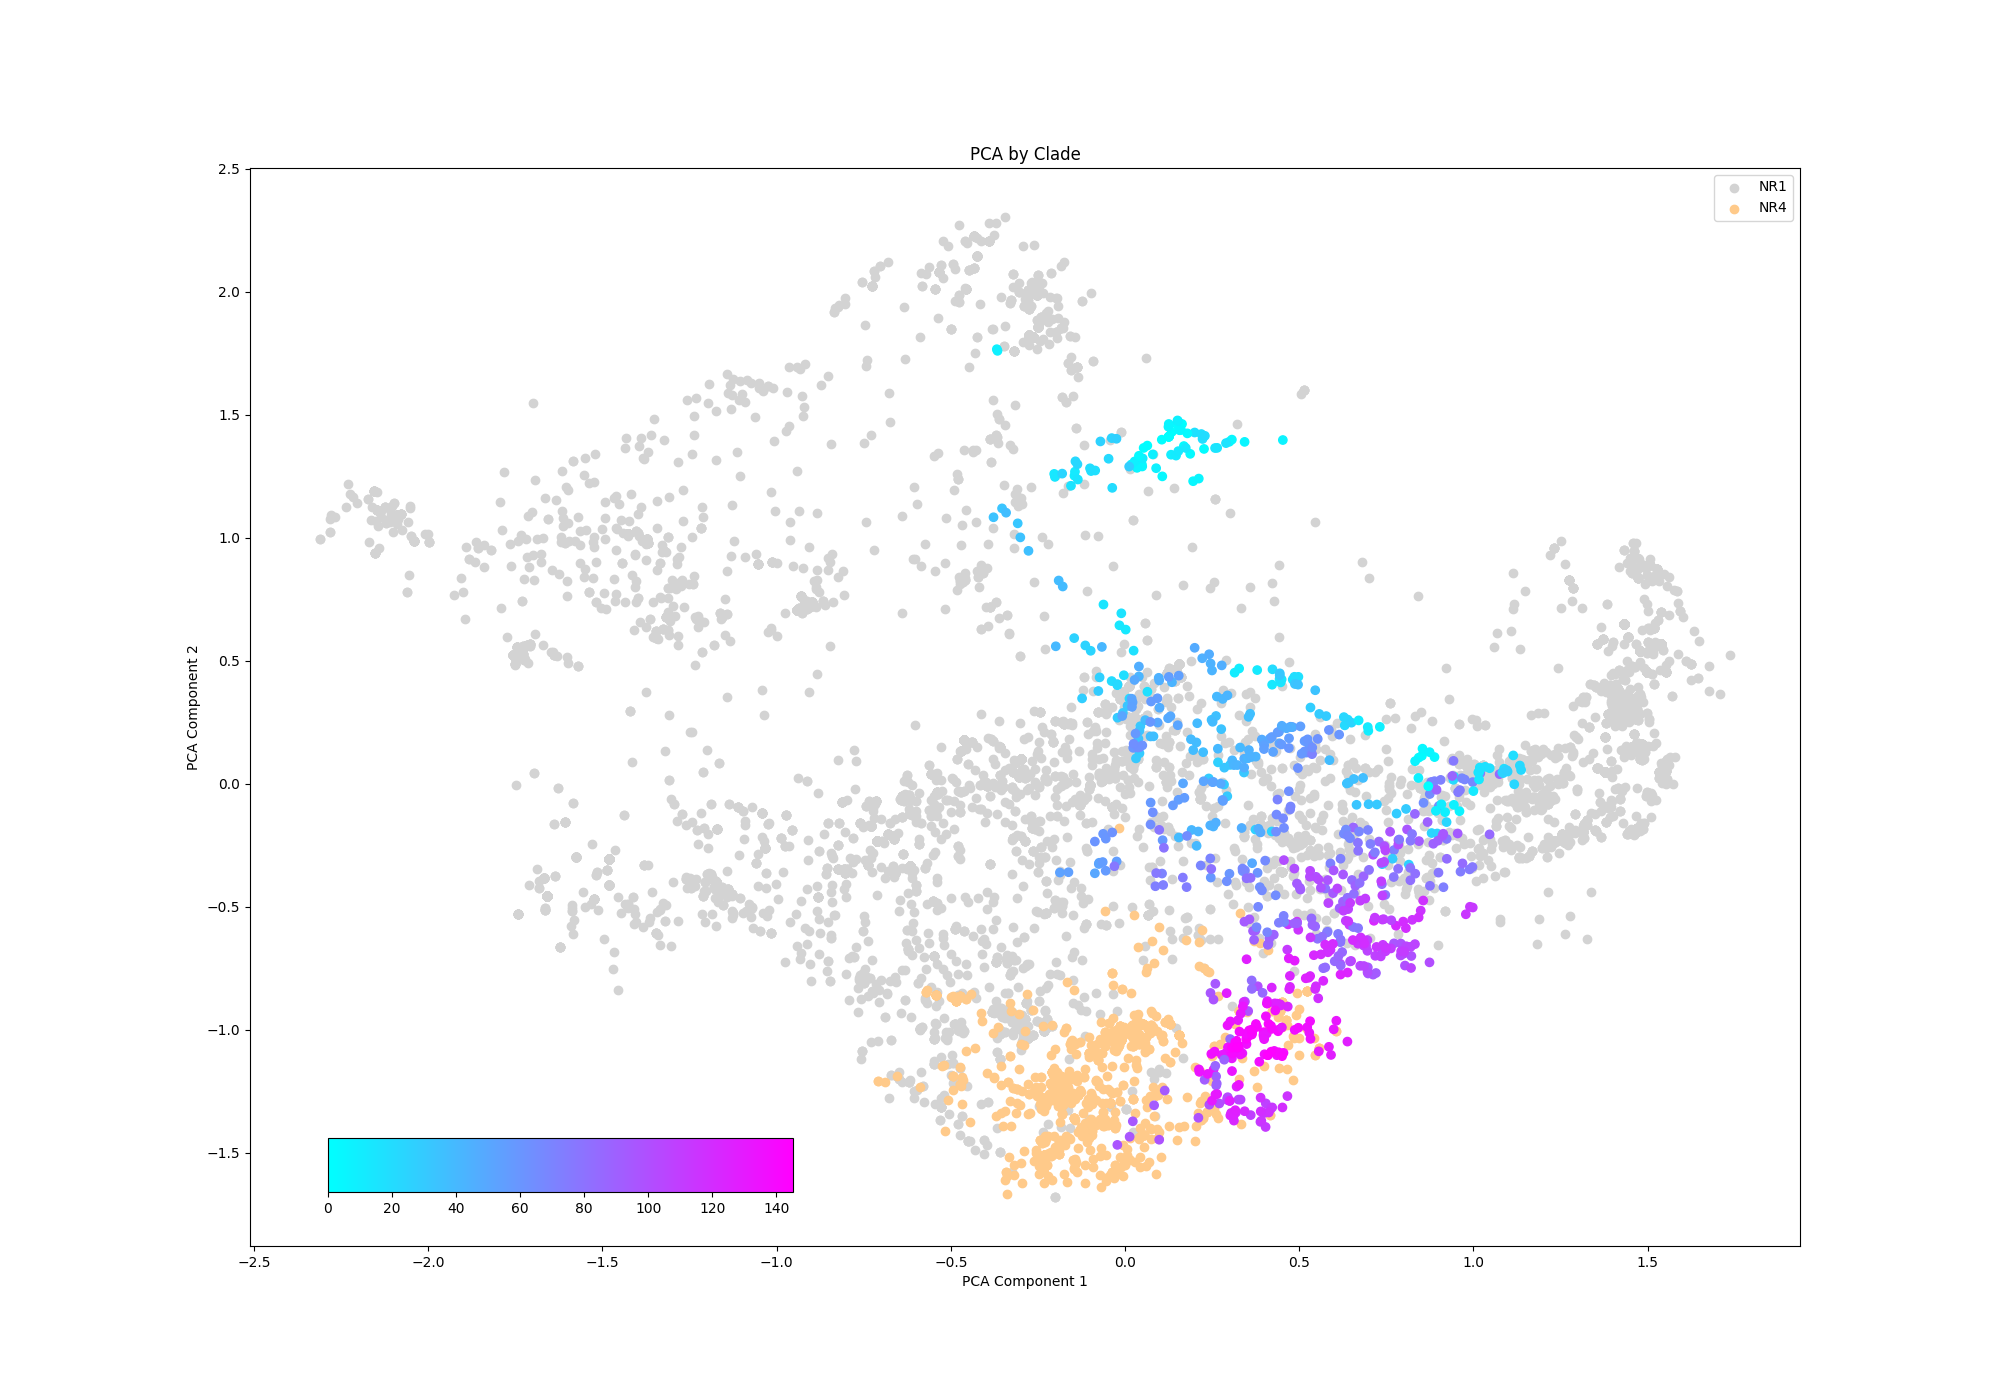 PCA by Clade
NR1
NR4
2.5
2.0
1.5
1.0
0.5
0.0
−0.5
−1.0
−1.5
PCA Component 2
0 20 40 60 80 100 120 140
−2.5 −2.0 −1.5 −1.0 −0.5 0.0 0.5 1.0 1.5
PCA Component 1